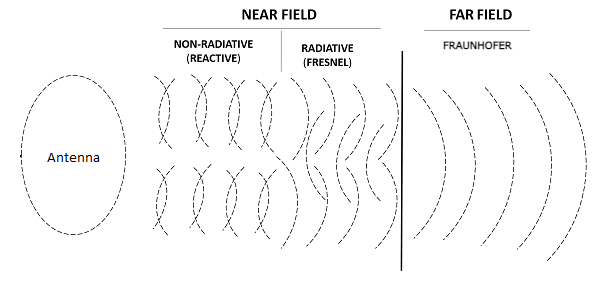 NEAR FIELD
FAR FIELD
NON-RADIATIVE
(REACTIVE)
RADIATIVE
(FRESNEL)
FRAUNHOFER
Antenna